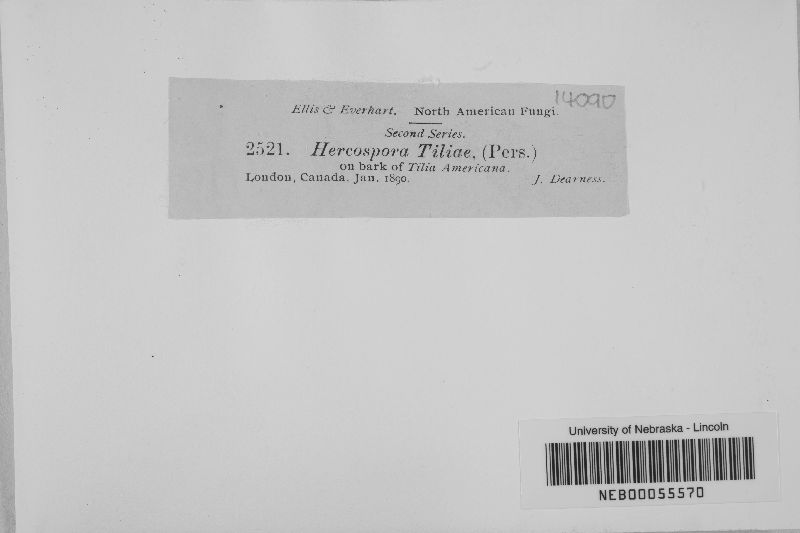 14090
Ellis & Everhart. North American Fungi.
Second Series.
2521. Hercospora Tiliae, (Pers.)
on bark of Tilia Americana.
London, Canada. Jan. 1890. J. Dearness.
University of Nebraska - Lincoln
NEB00055570